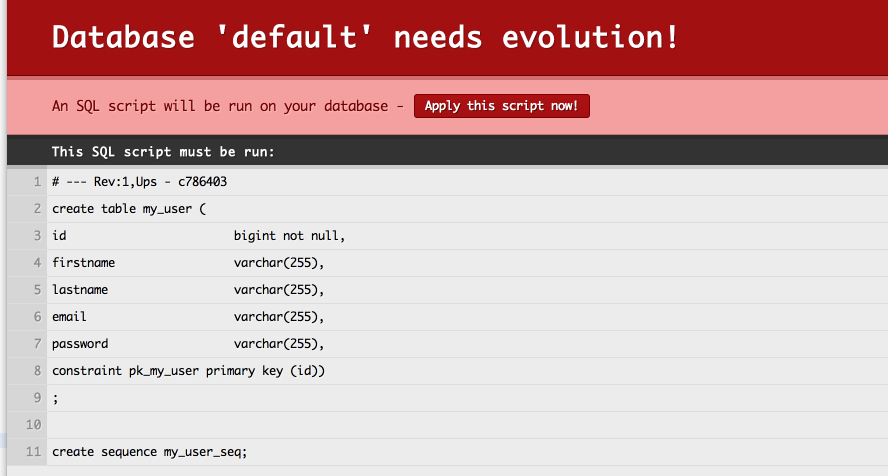 Database 'default' needs evolution!
An SQL script will be run on your database - Apply this script now!
This SQL script must be run:
1 # --- Rev:1,Ups - c786403
2 create table my_user (
3 id bigint not null,
4 firstname varchar(255),
5 lastname varchar(255),
6 email varchar(255),
7 password varchar(255),
8 constraint pk_my_user primary key (id))
9 ;
10
11 create sequence my_user_seq;